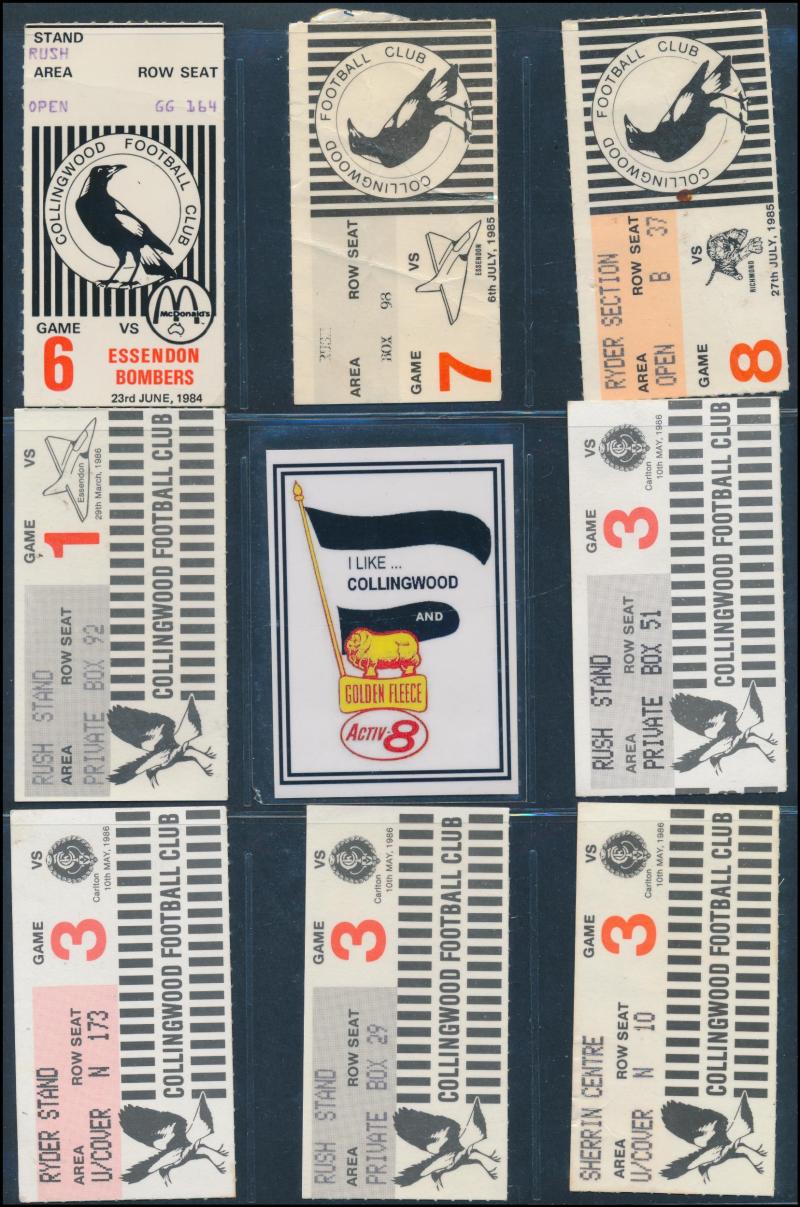 STAND
RUSH
AREA ROW SEAT
OPEN GG 164
COLLINGWOOD FOOTBALL CLUB
McDonald's
GAME VS
6 ESSENDON
BOMBERS
23rd JUNE, 1984
COLLINGWOOD FOOTBALL CLUB
RUSH
AREA ROW SEAT
BOX 98
GAME VS
7
ESSENDON
6th JULY, 1985
COLLINGWOOD FOOTBALL CLUB
RYDER SECTION
AREA ROW SEAT
OPEN B 37
GAME VS
8
RICHMOND
27th JULY, 1985
GAME VS
1
Essendon
29th March, 1986
RUSH STAND
AREA ROW SEAT
PRIVATE BOX 92
COLLINGWOOD FOOTBALL CLUB
I LIKE ...
COLLINGWOOD
AND
GOLDEN FLEECE
ACTIV-8
GAME VS
3
Carlton
10th MAY, 1986
RUSH STAND
AREA ROW SEAT
PRIVATE BOX 51
COLLINGWOOD FOOTBALL CLUB
GAME VS
3
Carlton
10th MAY, 1986
RYDER STAND
AREA ROW SEAT
U/COVER N 173
COLLINGWOOD FOOTBALL CLUB
GAME VS
3
Carlton
10th MAY, 1986
RUSH STAND
AREA ROW SEAT
PRIVATE BOX 29
COLLINGWOOD FOOTBALL CLUB
GAME VS
3
Carlton
10th MAY, 1986
SHERRIN CENTRE
AREA ROW SEAT
U/COVER N 10
COLLINGWOOD FOOTBALL CLUB